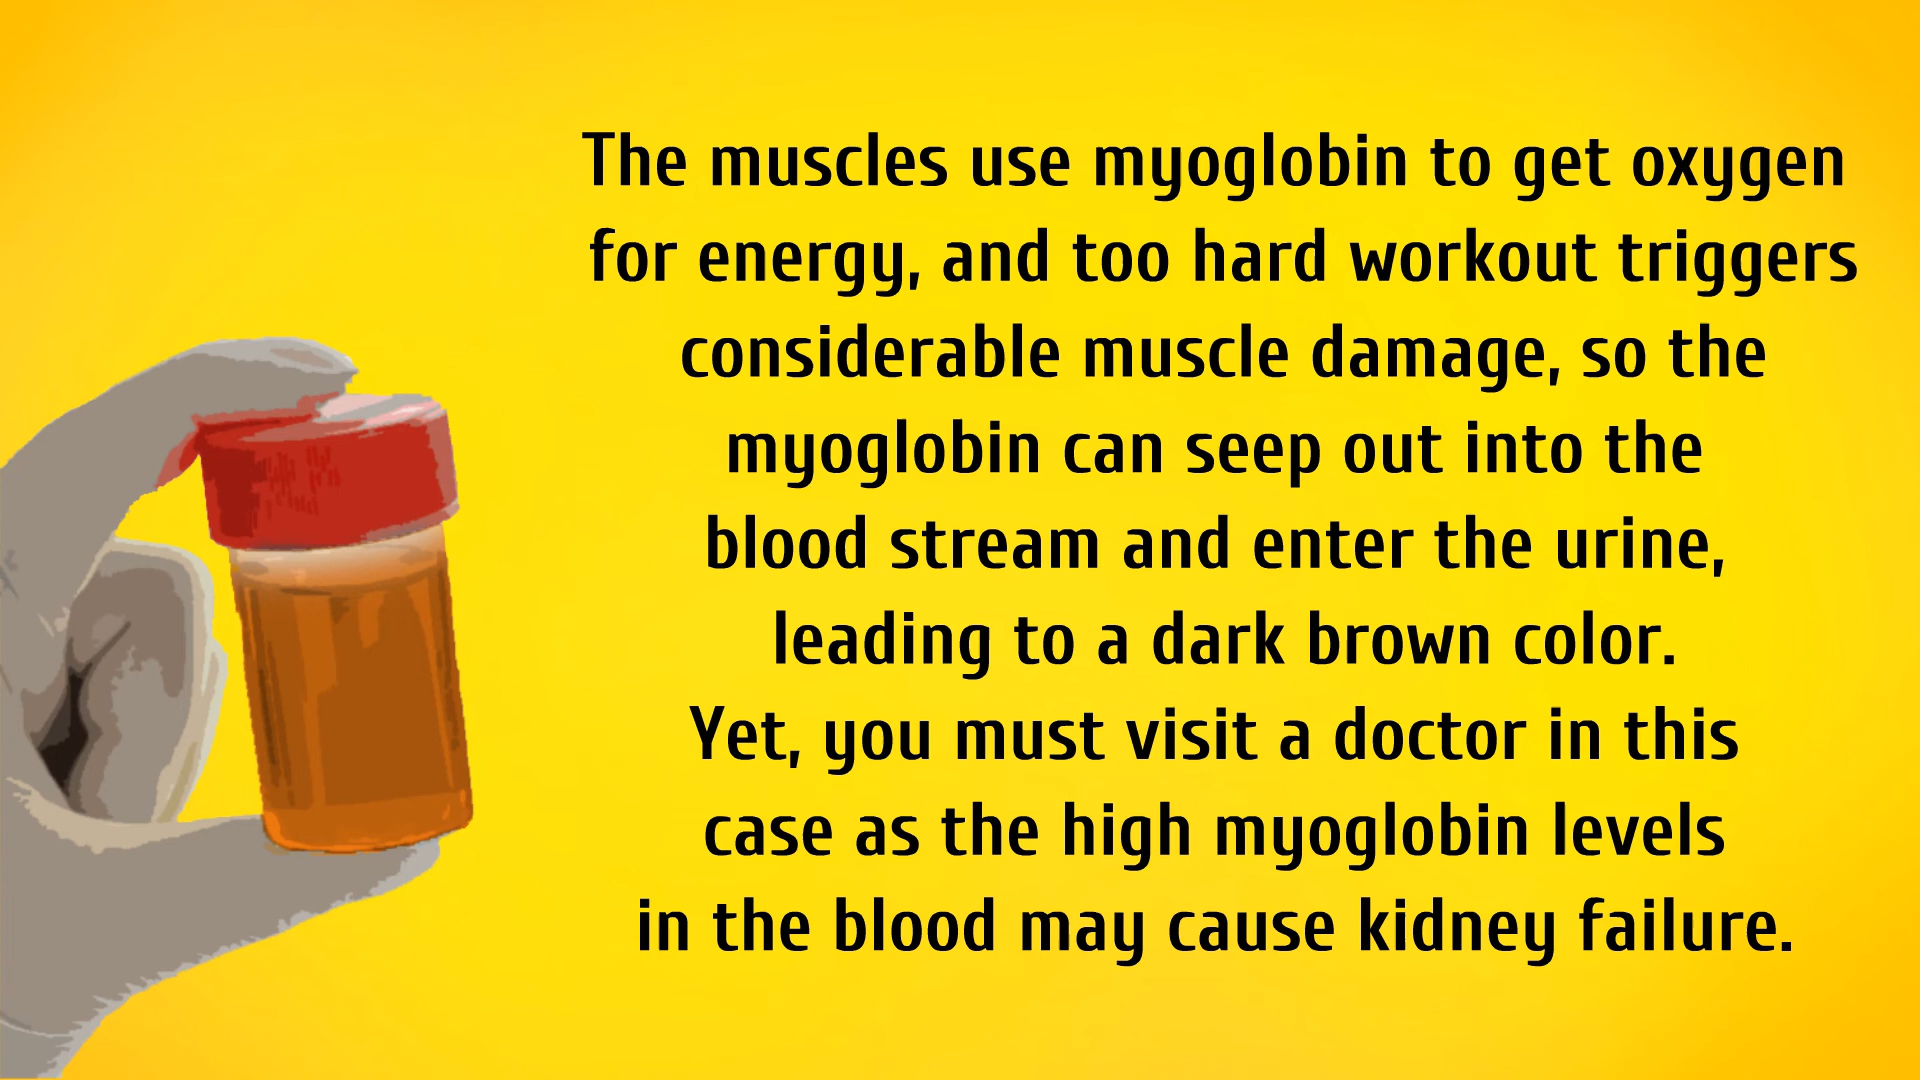 The muscles use myoglobin to get oxygen
for energy, and too hard workout triggers
considerable muscle damage, so the
myoglobin can seep out into the
blood stream and enter the urine,
leading to a dark brown color.
Yet, you must visit a doctor in this
case as the high myoglobin levels
in the blood may cause kidney failure.